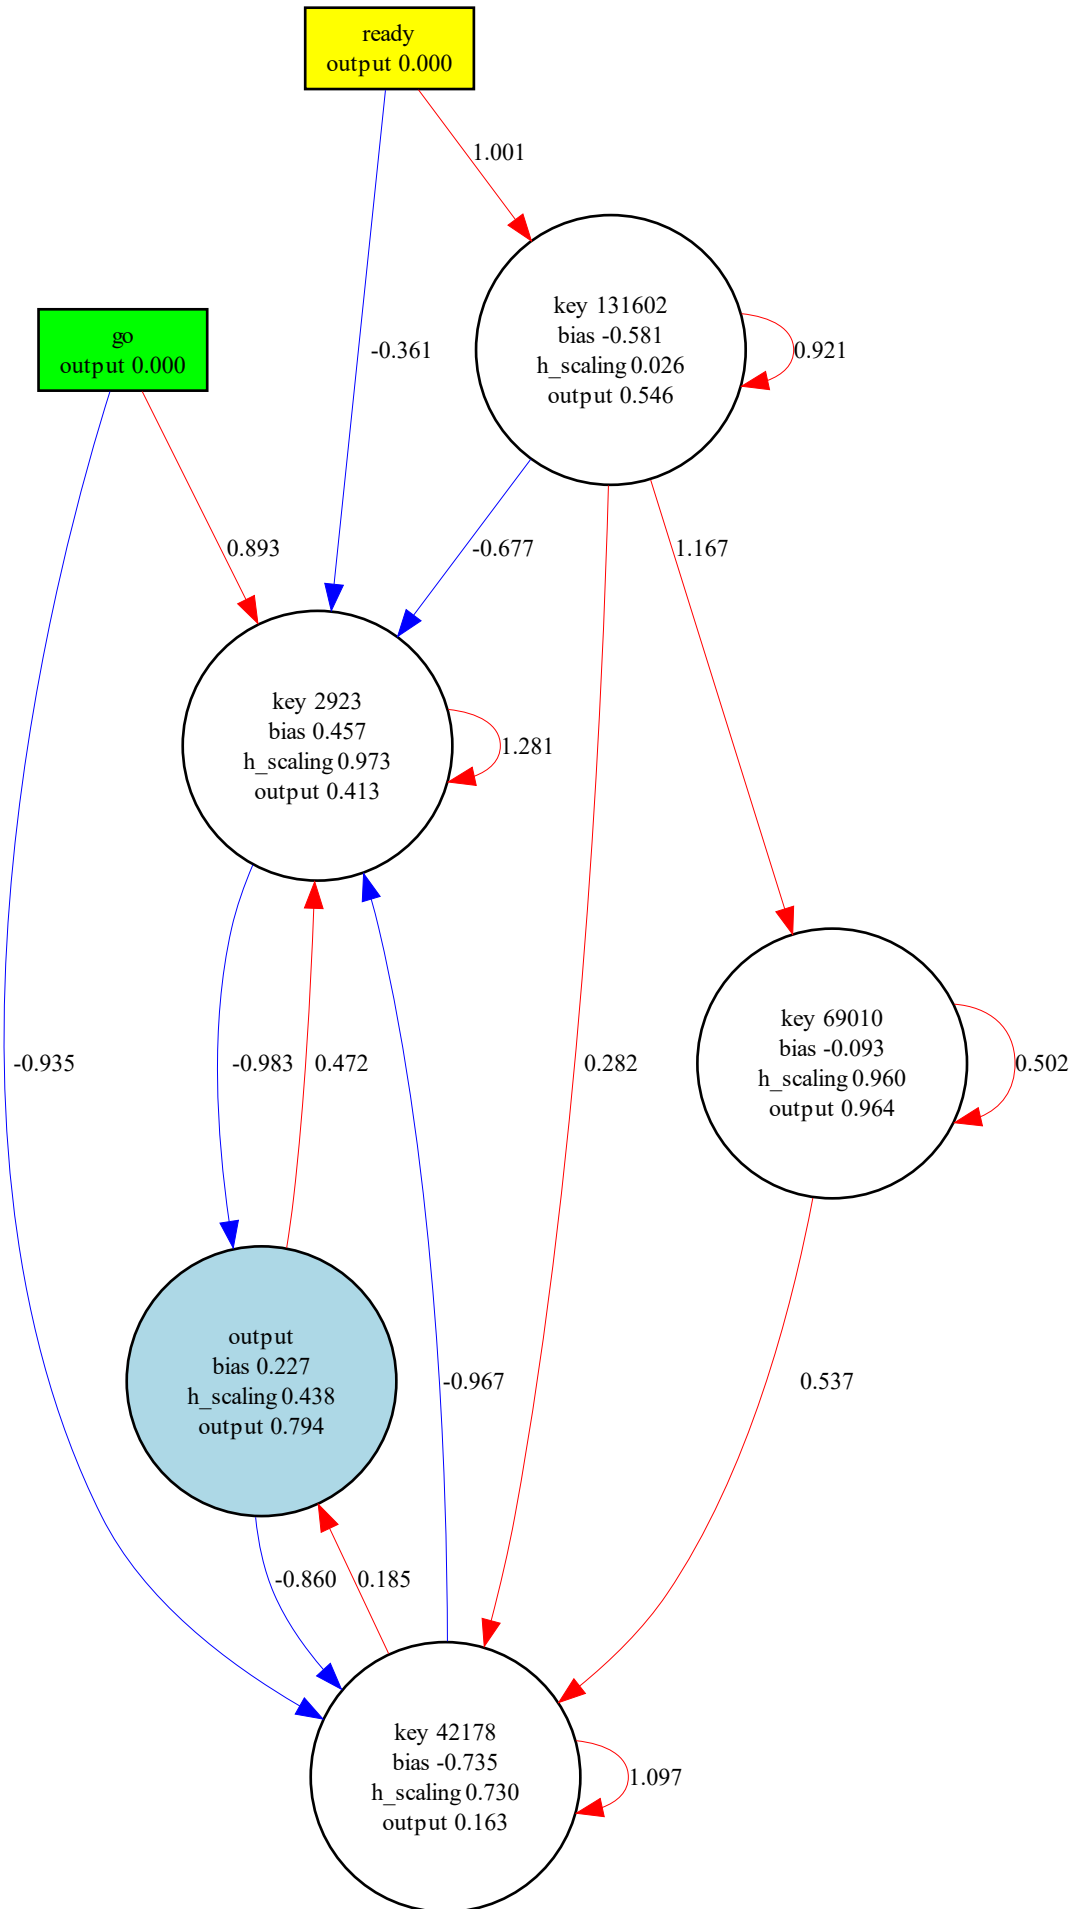 ready
output 0.000
1.001
go
output 0.000
-0.361
key 131602
bias -0.581
h_scaling 0.026
output 0.546
0.921
0.893
-0.677
1.167
key 2923
bias 0.457
h_scaling 0.973
output 0.413
1.281
-0.935
-0.983
0.472
0.282
key 69010
bias -0.093
h_scaling 0.960
output 0.964
0.502
output
bias 0.227
h_scaling 0.438
output 0.794
-0.967
0.537
-0.860
0.185
key 42178
bias -0.735
h_scaling 0.730
output 0.163
1.097